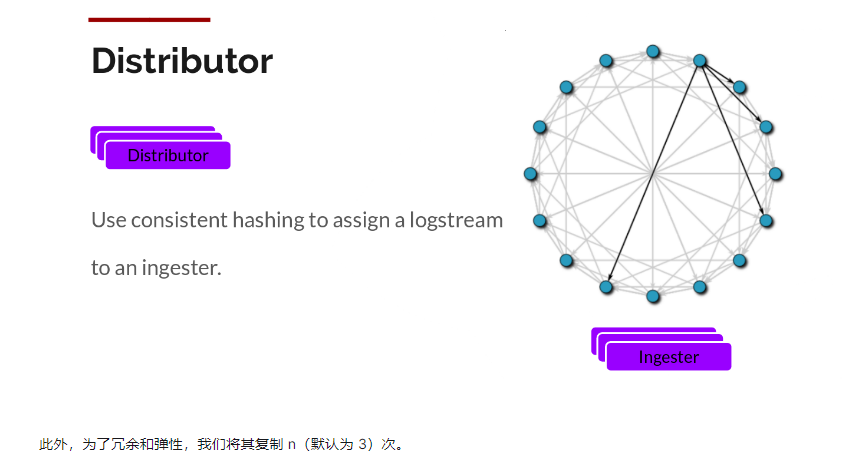 Distributor
Distributor
Use consistent hashing to assign a logstream
to an ingester.
Ingester
此外，为了冗余和弹性，我们将其复制 n（默认为 3）次。